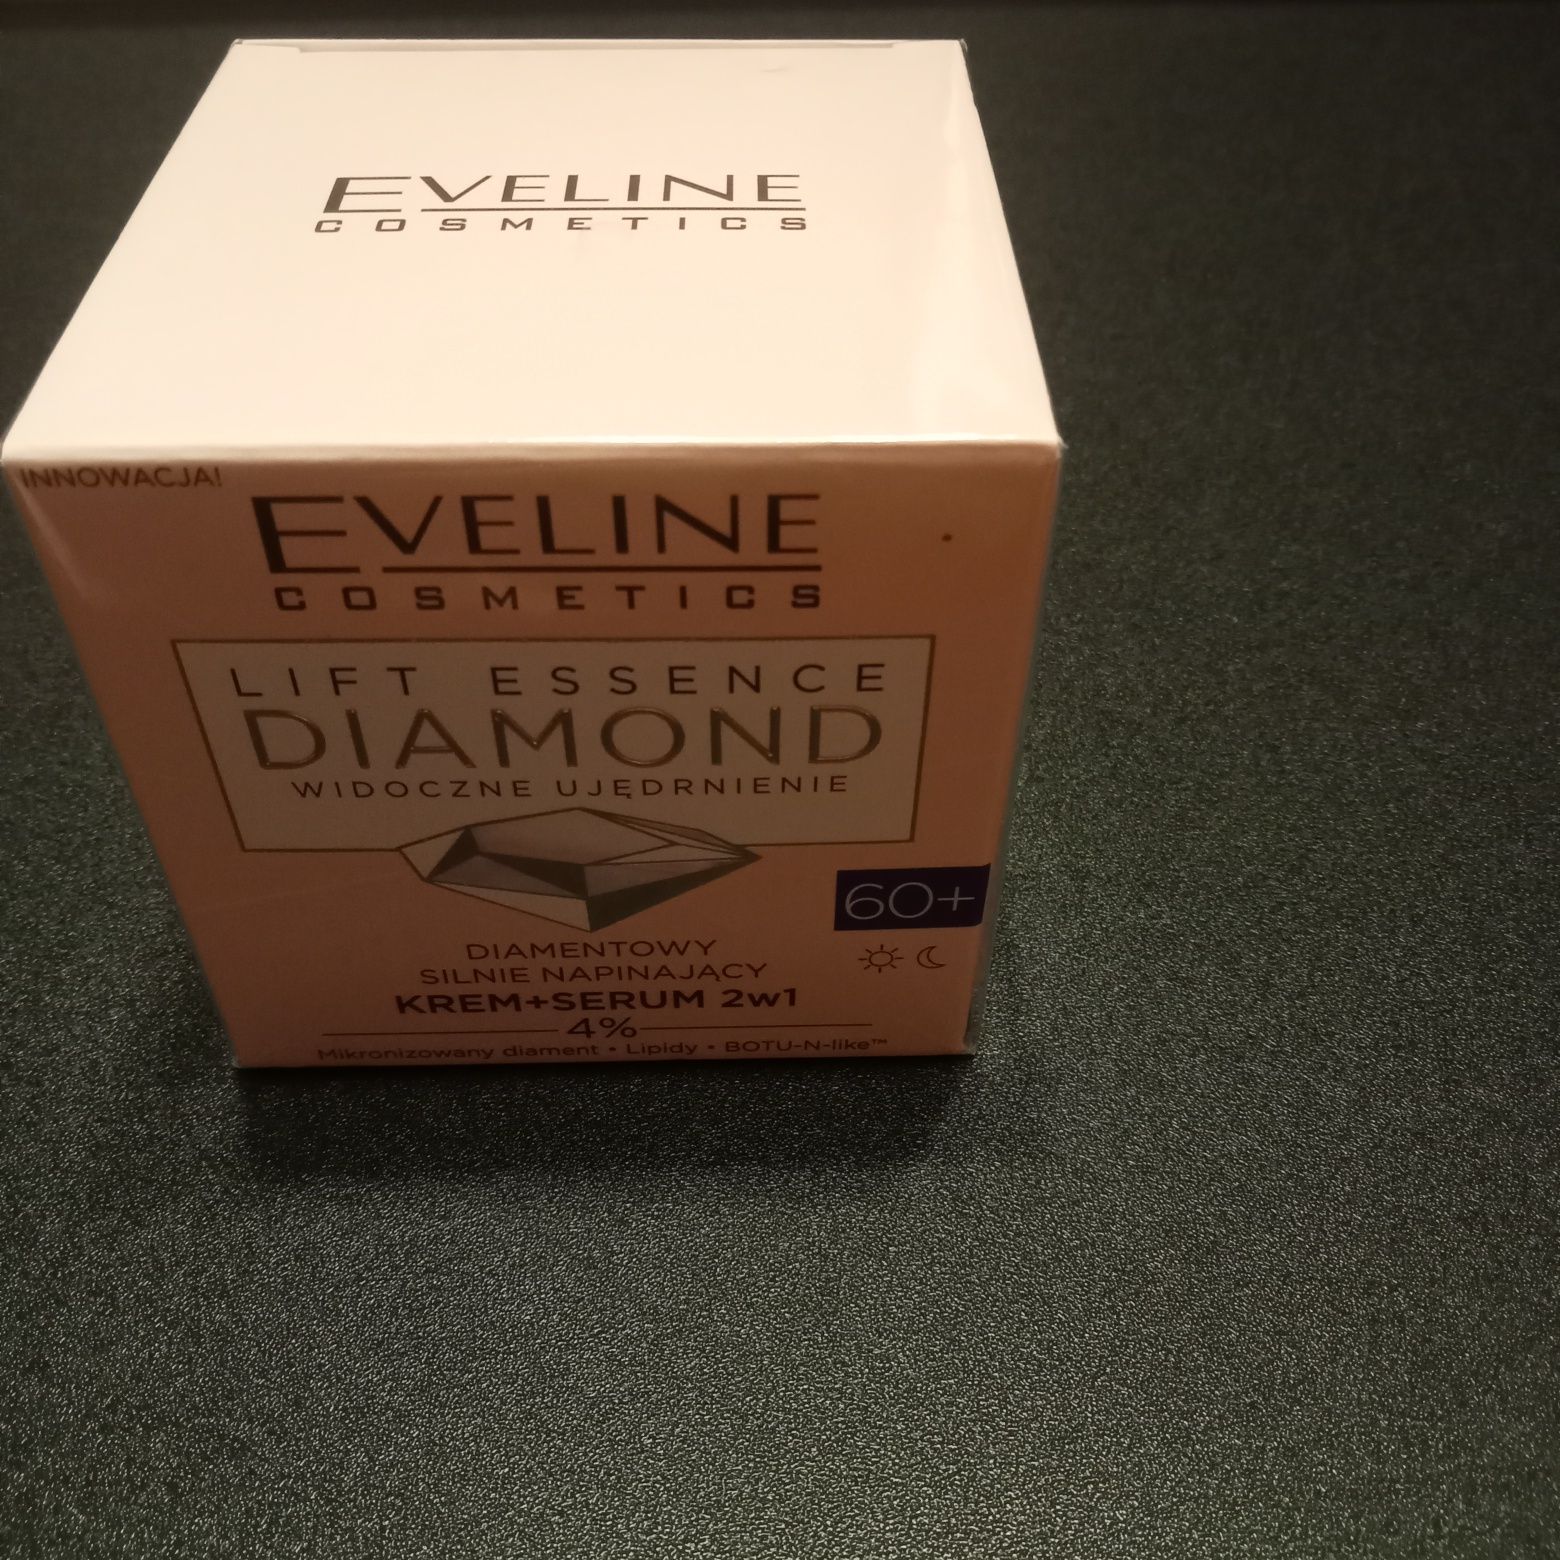 EVELINE
COSMETICS
INNOWACJA!
EVELINE
COSMETICS
LIFT ESSENCE
DIAMOND
WIDOCZNE UJĘDRNIENIE
60+
DIAMENTOWY
SILNIE NAPINAJĄCY
KREM+SERUM 2w1
4%
Mikronizowany diament • Lipidy • BOTU-N-like™